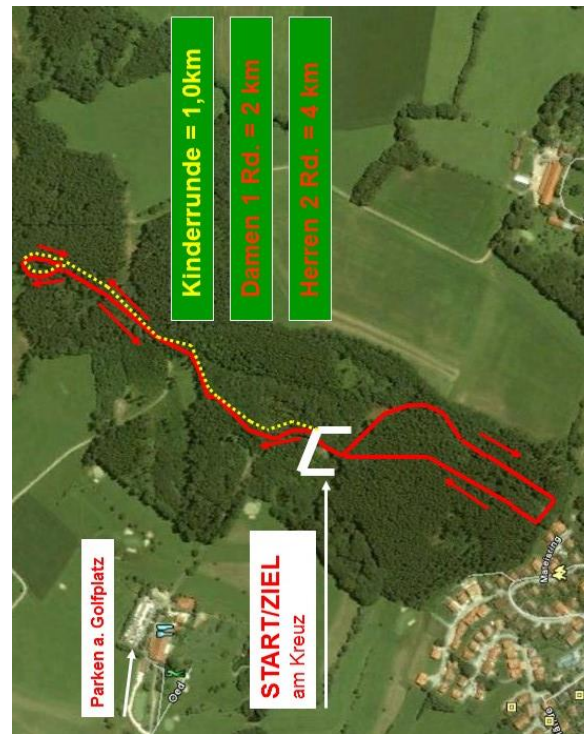 Kinderrunde = 1,0km
Damen 1 Rd. = 2 km
Herren 2 Rd. = 4 km
Parken a. Golfplatz
Oed
START/ZIEL
am Kreuz